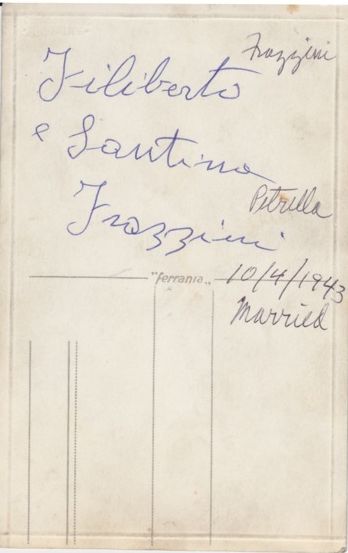 Frazzini
Filiberto
e Santina
Frazzini
Petrella
"ferrania"
10/4/1943
Married